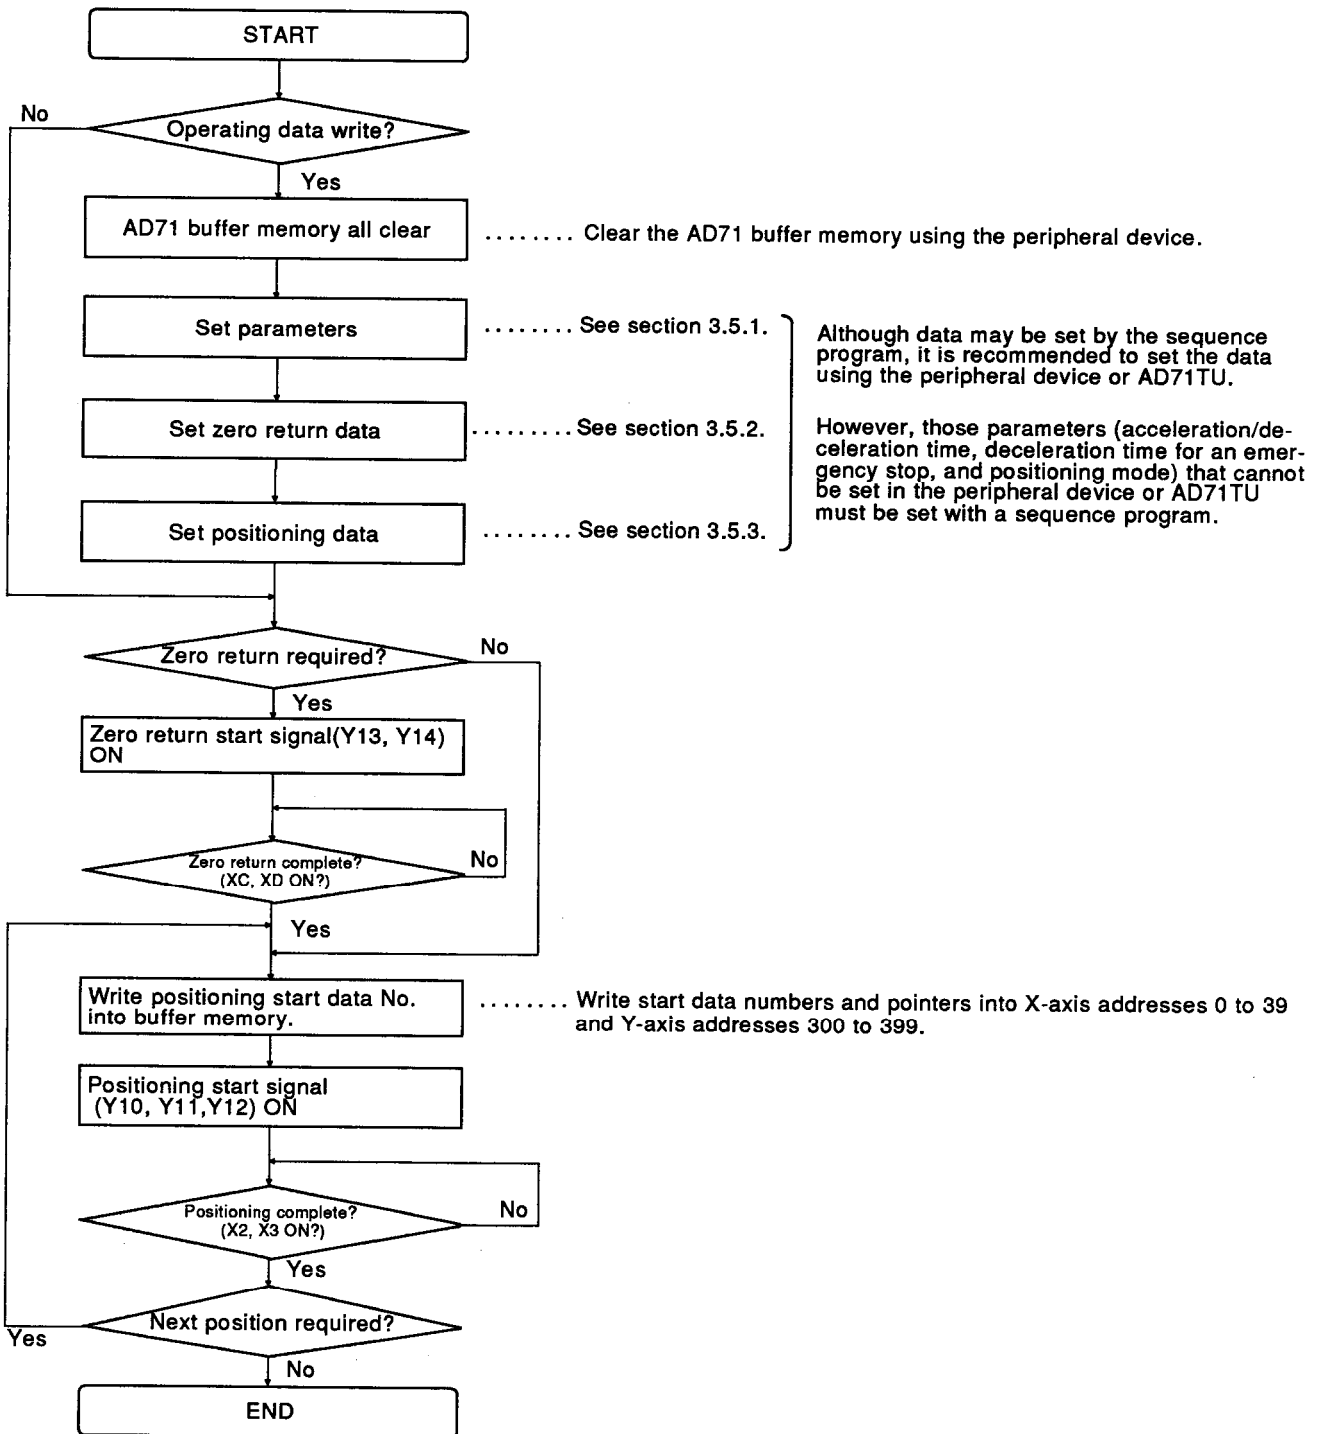 START
No
Operating data write?
Yes
AD71 buffer memory all clear
........ Clear the AD71 buffer memory using the peripheral device.
Set parameters
........ See section 3.5.1.
Although data may be set by the sequence
program, it is recommended to set the data
using the peripheral device or AD71TU.
Set zero return data
......... See section 3.5.2.
However, those parameters (acceleration/de-
celeration time, deceleration time for an emer-
gency stop, and positioning mode) that cannot
be set in the peripheral device or AD71TU
must be set with a sequence program.
Set positioning data
........ See section 3.5.3.
Zero return required?
No
Yes
Zero return start signal(Y13, Y14)
ON
Zero return complete?
(XC, XD ON?)
No
Yes
Write positioning start data No.
into buffer memory.
........ Write start data numbers and pointers into X-axis addresses 0 to 39
and Y-axis addresses 300 to 399.
Positioning start signal
(Y10, Y11,Y12) ON
Positioning complete?
(X2, X3 ON?)
No
Yes
Next position required?
Yes
No
END